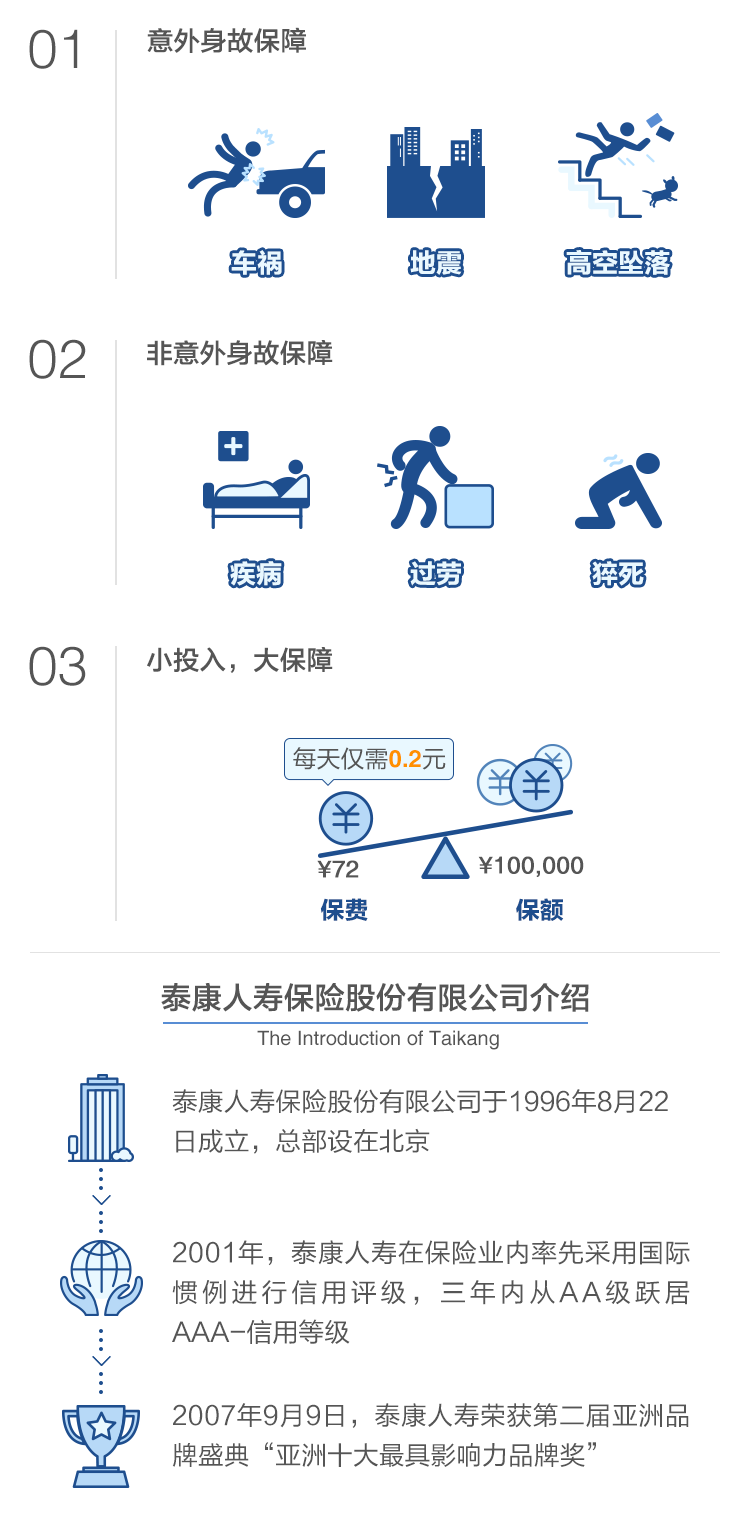 01
意外身故保障
车祸
地震
高空坠落
02
非意外身故保障
疾病
过劳
猝死
03
小投入，大保障
每天仅需0.2元
¥72
¥100,000
保费
保额
泰康人寿保险股份有限公司介绍
The Introduction of Taikang
泰康人寿保险股份有限公司于1996年8月22
日成立，总部设在北京
2001年，泰康人寿在保险业内率先采用国际
惯例进行信用评级，三年内从AA级跃居
AAA-信用等级
2007年9月9日，泰康人寿荣获第二届亚洲品
牌盛典“亚洲十大最具影响力品牌奖”